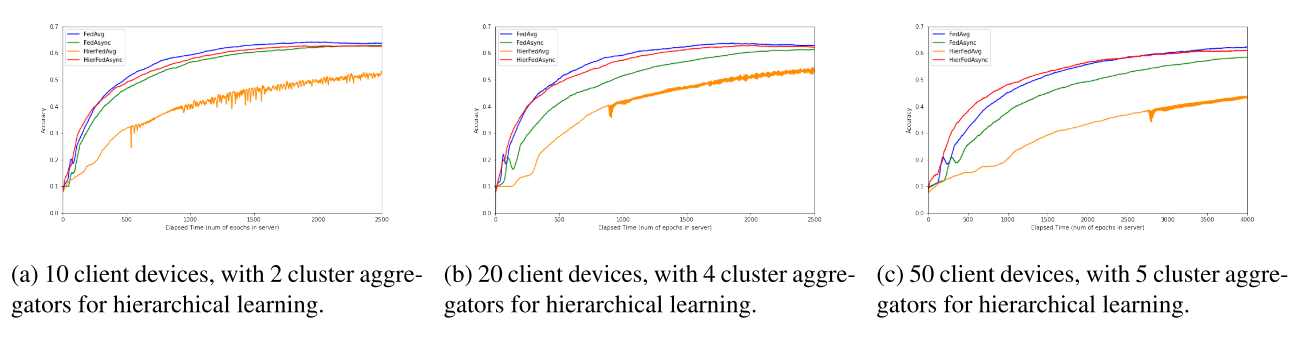 0.7
0.6
0.5
0.4
0.3
0.2
0.1
0.0
Accuracy
FedAvg
FedAsync
HierFedAvg
HierFedAsync
0 500 1000 1500 2000 2500
Elapsed Time (num of epochs in server)
(a) 10 client devices, with 2 cluster aggre-
gators for hierarchical learning.
0.7
0.6
0.5
0.4
0.3
0.2
0.1
0.0
Accuracy
FedAvg
FedAsync
HierFedAvg
HierFedAsync
0 500 1000 1500 2000 2500
Elapsed Time (num of epochs in server)
(b) 20 client devices, with 4 cluster aggre-
gators for hierarchical learning.
0.7
0.6
0.5
0.4
0.3
0.2
0.1
0.0
Accuracy
FedAvg
FedAsync
HierFedAvg
HierFedAsync
0 500 1000 1500 2000 2500 3000 3500 4000
Elapsed Time (num of epochs in server)
(c) 50 client devices, with 5 cluster aggre-
gators for hierarchical learning.